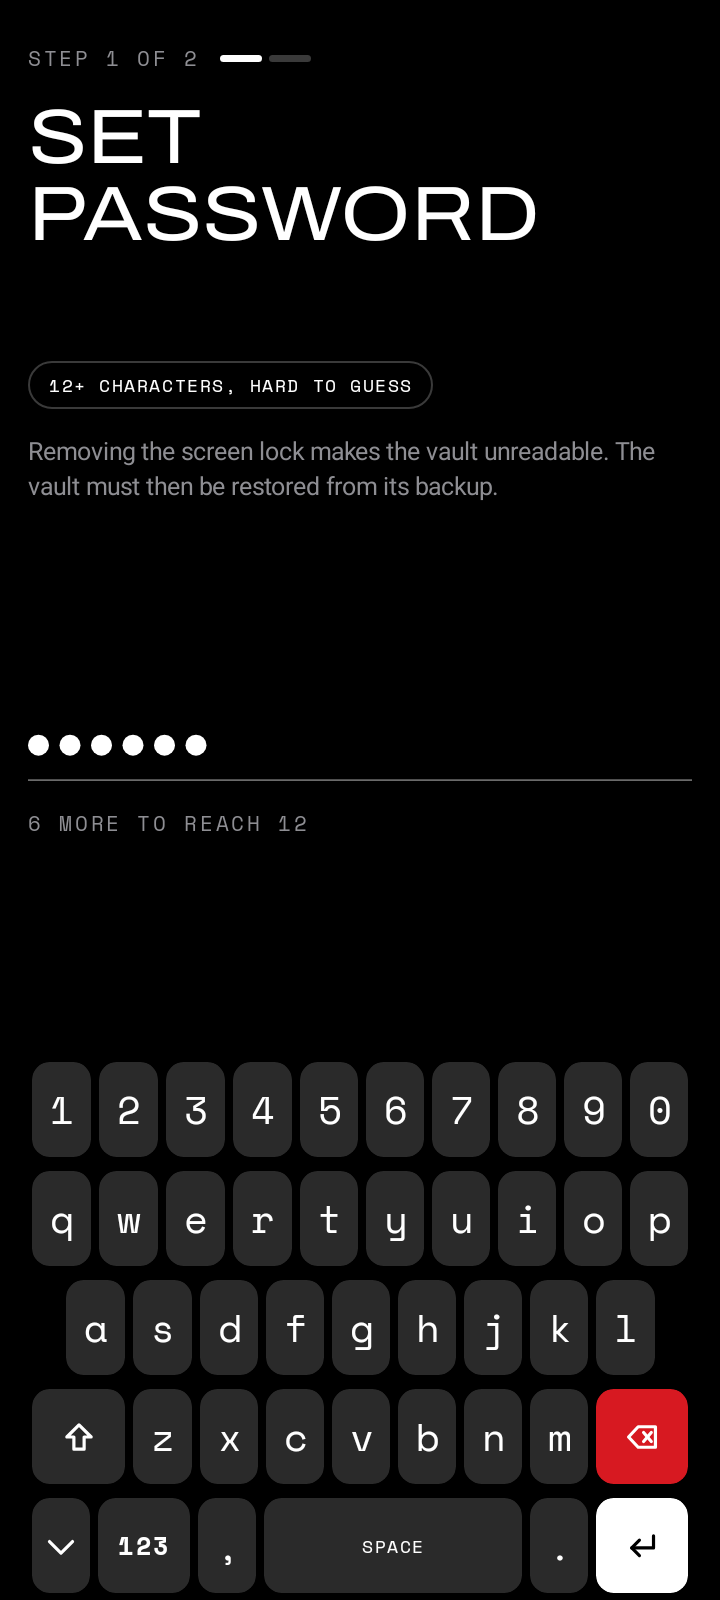 STEP 1 OF 2
SET
PASSWORD
12+ CHARACTERS, HARD TO GUESS
Removing the screen lock makes the vault unreadable. The
vault must then be restored from its backup.
6 MORE TO REACH 12
1 2 3 4 5 6 7 8 9 0
q w e r t y u i o p
a s d f g h j k l
z x c v b n m
123 , SPACE .